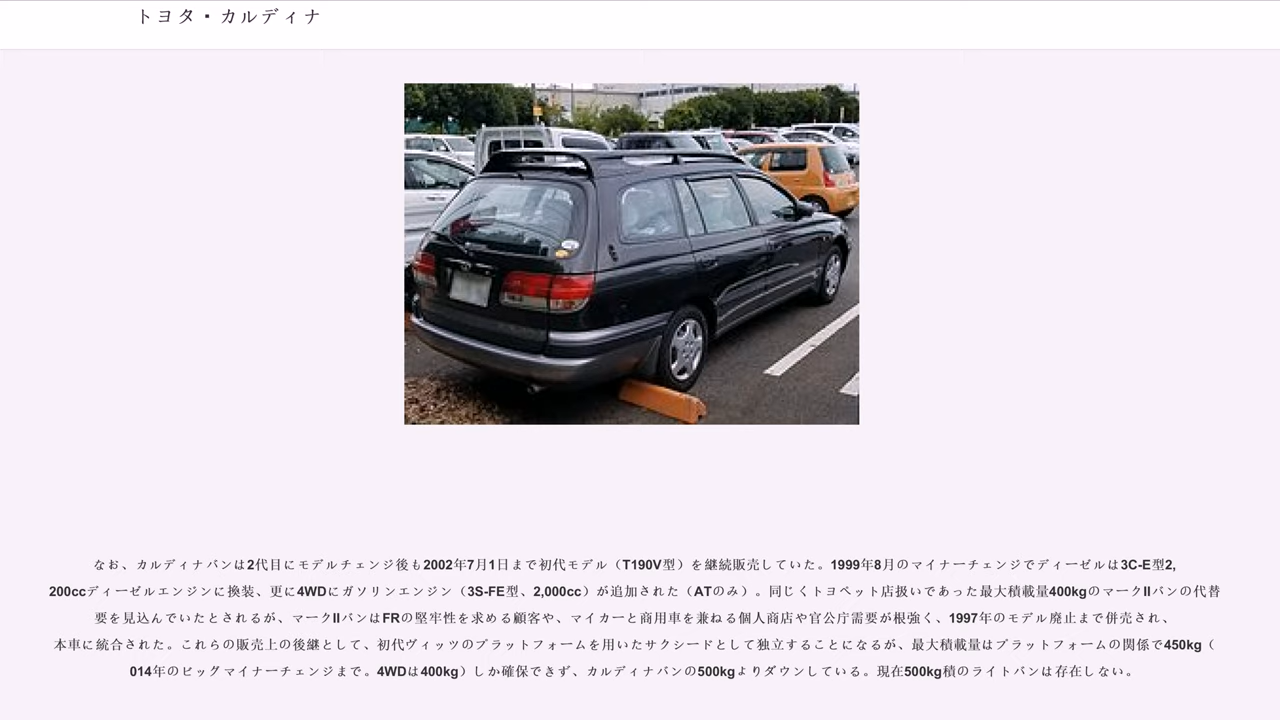 トヨタ・カルディナ
なお、カルディナバンは2代目にモデルチェンジ後も2002年7月1日まで初代モデル（T190V型）を継続販売していた。1999年8月のマイナーチェンジでディーゼルは3C-E型2,
200ccディーゼルエンジンに換装、更に4WDにガソリンエンジン（3S-FE型、2,000cc）が追加された（ATのみ）。同じくトヨペット店扱いであった最大積載量400kgのマークIIバンの代替
要を見込んでいたとされるが、マークIIバンはFRの堅牢性を求める顧客や、マイカーと商用車を兼ねる個人商店や官公庁需要が根強く、1997年のモデル廃止まで併売され、
本車に統合された。これらの販売上の後継として、初代ヴィッツのプラットフォームを用いたサクシードとして独立することになるが、最大積載量はプラットフォームの関係で450kg（
014年のビッグマイナーチェンジまで。4WDは400kg）しか確保できず、カルディナバンの500kgよりダウンしている。現在500kg積のライトバンは存在しない。